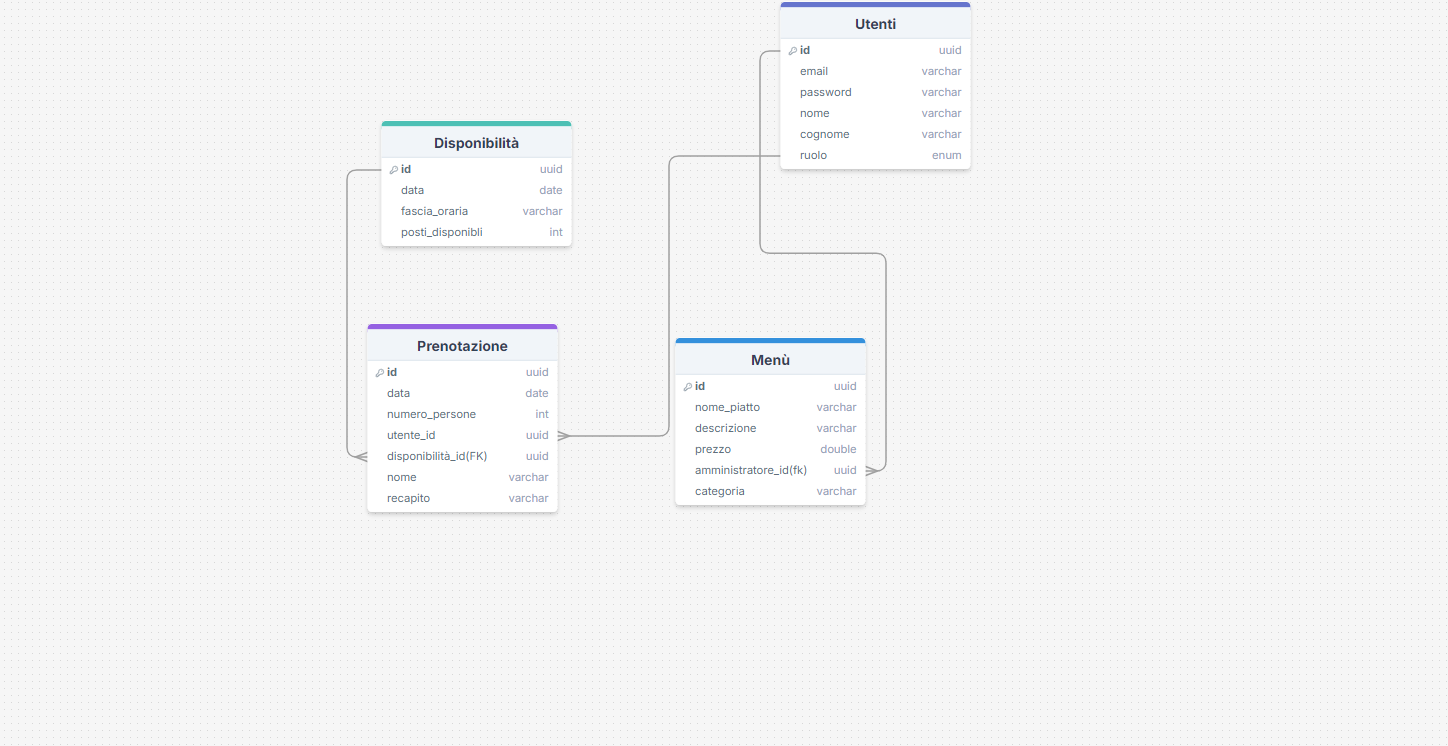 Utenti
id uuid
email varchar
password varchar
nome varchar
cognome varchar
ruolo enum
Disponibilità
id uuid
data date
fascia_oraria varchar
posti_disponibli int
Prenotazione
id uuid
data date
numero_persone int
utente_id uuid
disponibilità_id(FK) uuid
nome varchar
recapito varchar
Menù
id uuid
nome_piatto varchar
descrizione varchar
prezzo double
amministratore_id(fk) uuid
categoria varchar